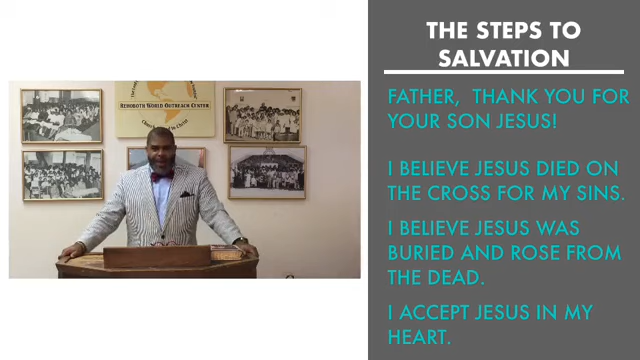 REHOBOTH WORLD OUTREACH CENTER
THE STEPS TO
SALVATION
FATHER, THANK YOU FOR
YOUR SON JESUS!
I BELIEVE JESUS DIED ON
THE CROSS FOR MY SINS.
I BELIEVE JESUS WAS
BURIED AND ROSE FROM
THE DEAD.
I ACCEPT JESUS IN MY
HEART.